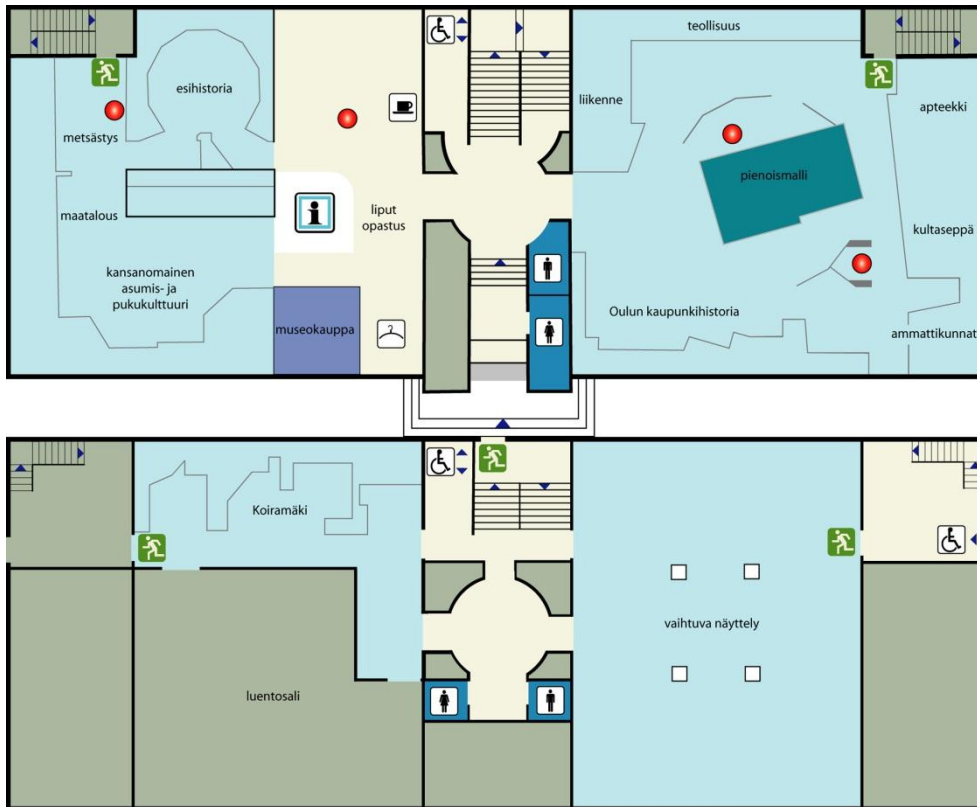 teollisuus
esihistoria
liikenne
apteekki
metsästys
pienoismalli
maatalous
liput
opastus
kultaseppä
kansanomainen
asumis- ja
pukukulttuuri
Oulun kaupunkihistoria
museokauppa
ammattikunnat
Koiramäki
vaihtuva näyttely
luentosali